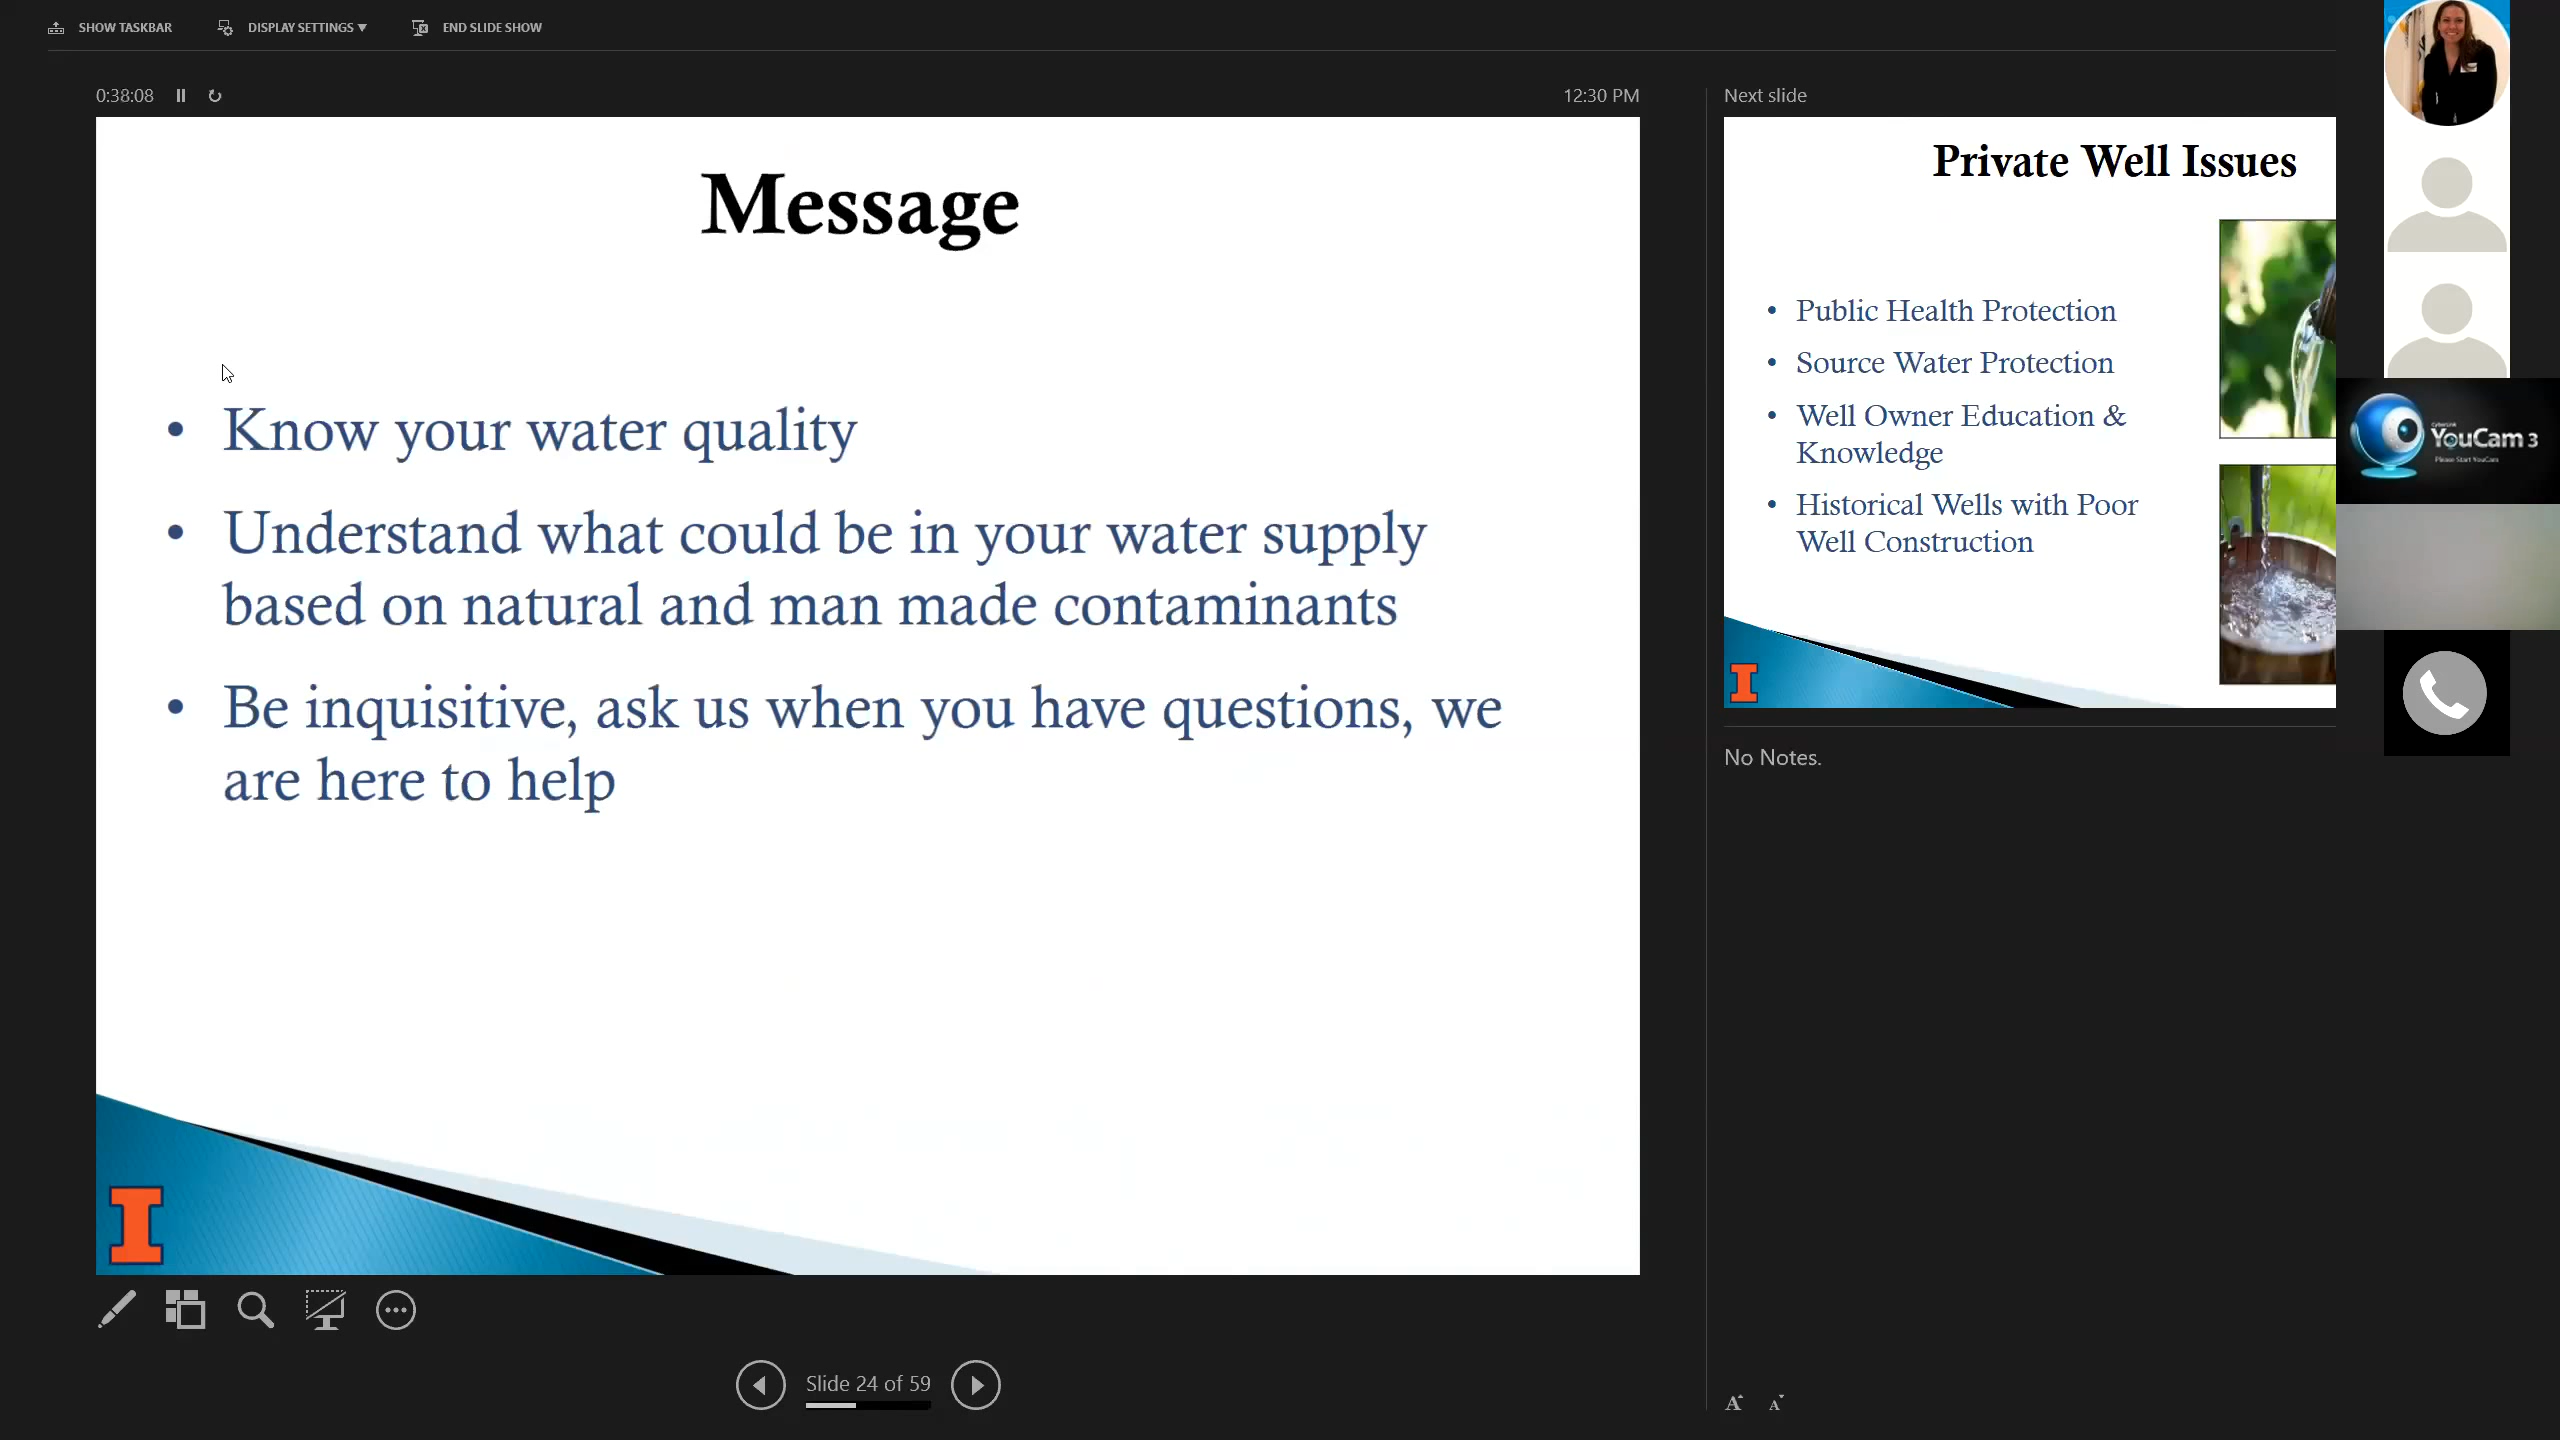 SHOW TASKBAR
DISPLAY SETTINGS ▼
END SLIDE SHOW
0:38:08
12:30 PM
Message
• Know your water quality
• Understand what could be in your water supply
based on natural and man made contaminants
• Be inquisitive, ask us when you have questions, we
are here to help
I
Slide 24 of 59
Next slide
Private Well Issues
• Public Health Protection
• Source Water Protection
• Well Owner Education &
Knowledge
• Historical Wells with Poor
Well Construction
I
No Notes.
A A
CyberLink
YouCam 3
Please Start YouCam